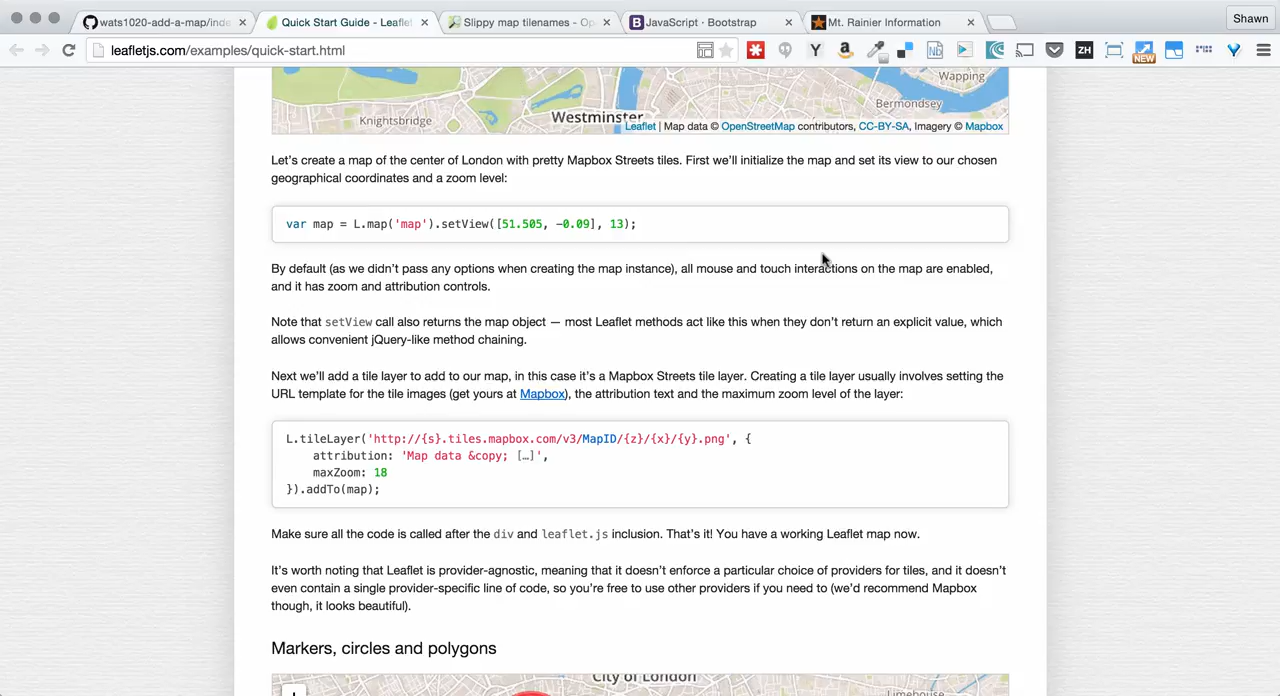 wats1020-add-a-map/inde
Quick Start Guide - Leaflet
Slippy map tilenames - Op
JavaScript · Bootstrap
Mt. Rainier Information
Shawn
leafletjs.com/examples/quick-start.html
NEW
Wapping
Bermondsey
Westminster
Knightsbridge
Leaflet | Map data © OpenStreetMap contributors, CC-BY-SA, Imagery © Mapbox
Let's create a map of the center of London with pretty Mapbox Streets tiles. First we'll initialize the map and set its view to our chosen
geographical coordinates and a zoom level:
var map = L.map('map').setView([51.505, -0.09], 13);
By default (as we didn't pass any options when creating the map instance), all mouse and touch interactions on the map are enabled,
and it has zoom and attribution controls.
Note that setView call also returns the map object — most Leaflet methods act like this when they don't return an explicit value, which
allows convenient jQuery-like method chaining.
Next we'll add a tile layer to add to our map, in this case it's a Mapbox Streets tile layer. Creating a tile layer usually involves setting the
URL template for the tile images (get yours at Mapbox), the attribution text and the maximum zoom level of the layer:
L.tileLayer('http://{s}.tiles.mapbox.com/v3/MapID/{z}/{x}/{y}.png', {
attribution: 'Map data &copy; […]',
maxZoom: 18
}).addTo(map);
Make sure all the code is called after the div and leaflet.js inclusion. That's it! You have a working Leaflet map now.
It's worth noting that Leaflet is provider-agnostic, meaning that it doesn't enforce a particular choice of providers for tiles, and it doesn't
even contain a single provider-specific line of code, so you're free to use other providers if you need to (we'd recommend Mapbox
though, it looks beautiful).
Markers, circles and polygons
City of London
Limehouse